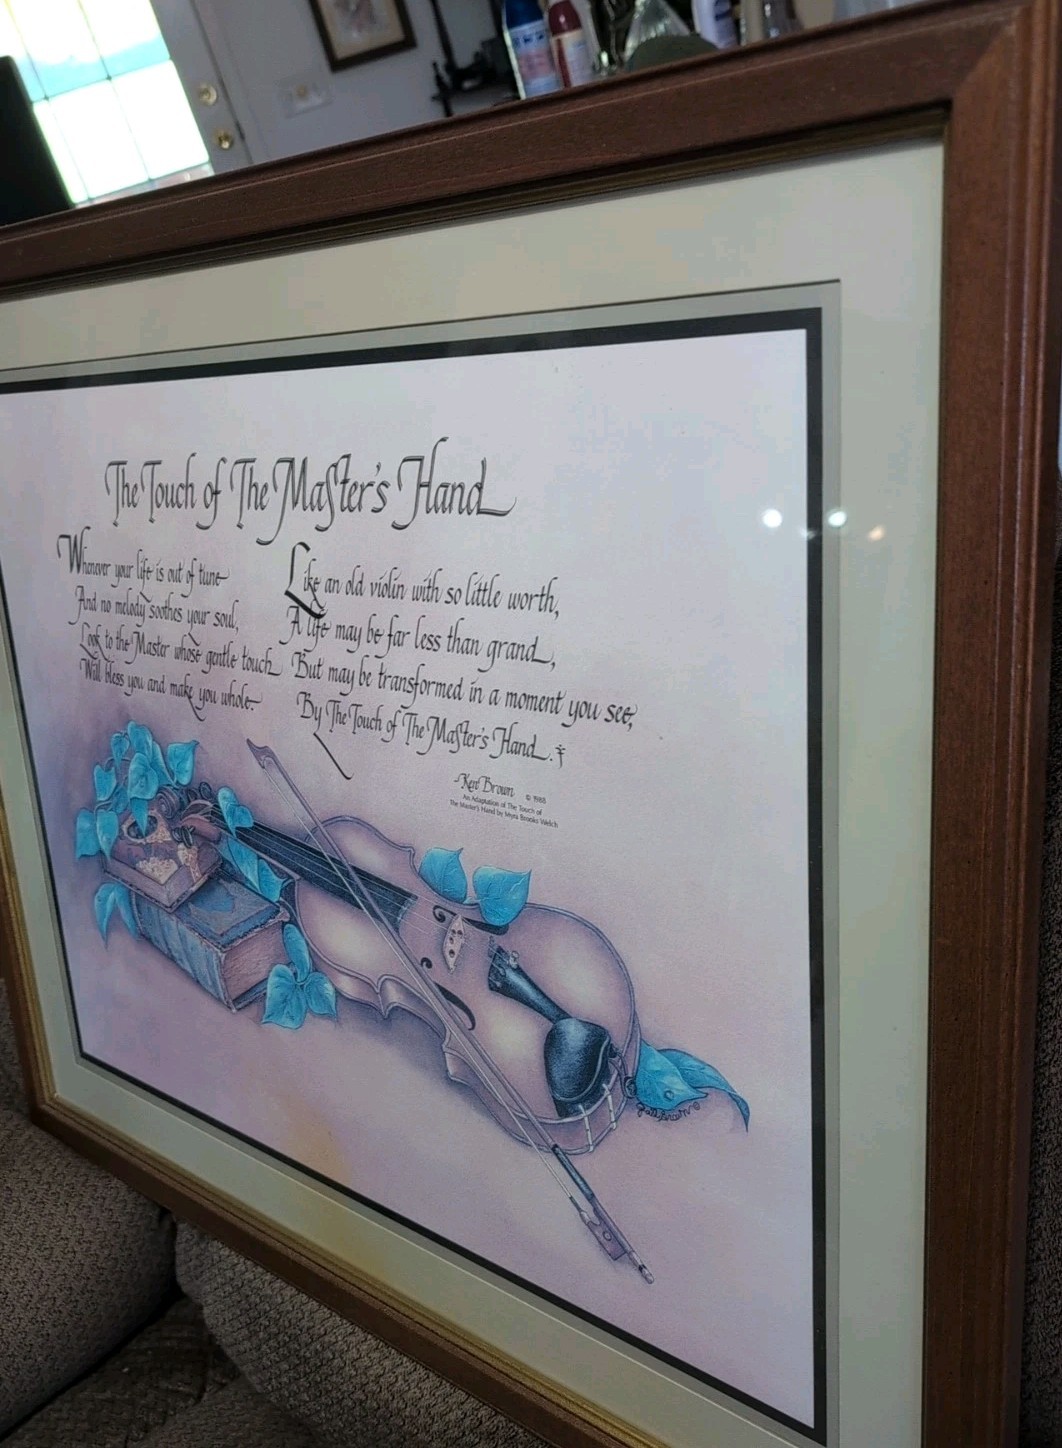 The Touch of The Master's Hand
Whenever your life is out of tune
And no melody soothes your soul,
Look to the Master whose gentle touch
Will bless you and make you whole.
Like an old violin with so little worth,
A life may be far less than grand,
But may be transformed in a moment you see,
By The Touch of The Master's Hand.
-Ken Brown © 1988
An Adaptation of The Touch of
The Master's Hand by Myra Brooks Welch